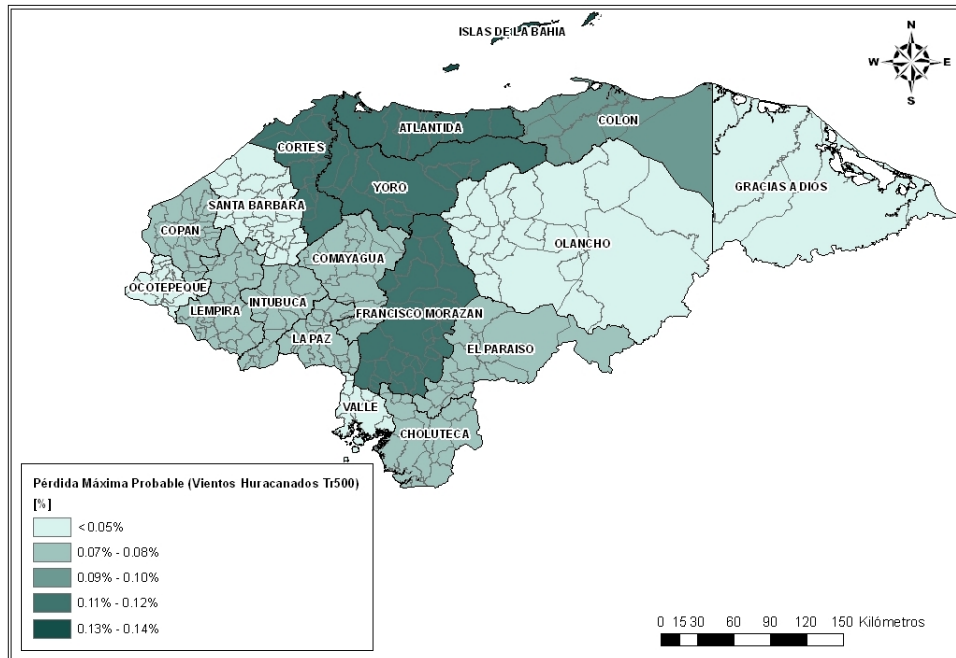 ISLAS DE LA BAHIA
N
W E
S
ATLANTIDA
COLON
CORTES
YORO
GRACIAS A DIOS
SANTA BARBARA
COPAN
OLANCHO
COMAYAGUA
OCOTEPEQUE
INTIBUCA
LEMPIRA
FRANCISCO MORAZAN
LA PAZ
EL PARAISO
VALLE
CHOLUTECA
Pérdida Máxima Probable (Vientos Huracanados Tr500)
[%]
<0.05%
0.07% - 0.08%
0.09% - 0.10%
0.11% - 0.12%
0.13% - 0.14%
0 15 30 60 90 120 150 Kilómetros